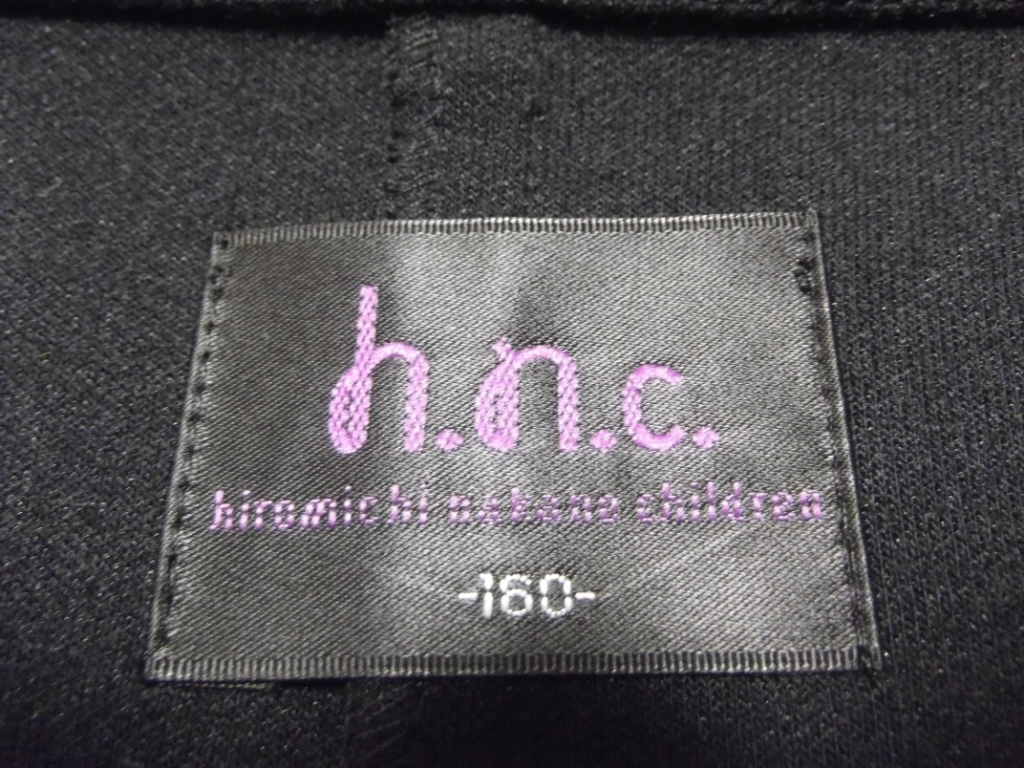 h.n.c.
hiromichi nakano children
-160-